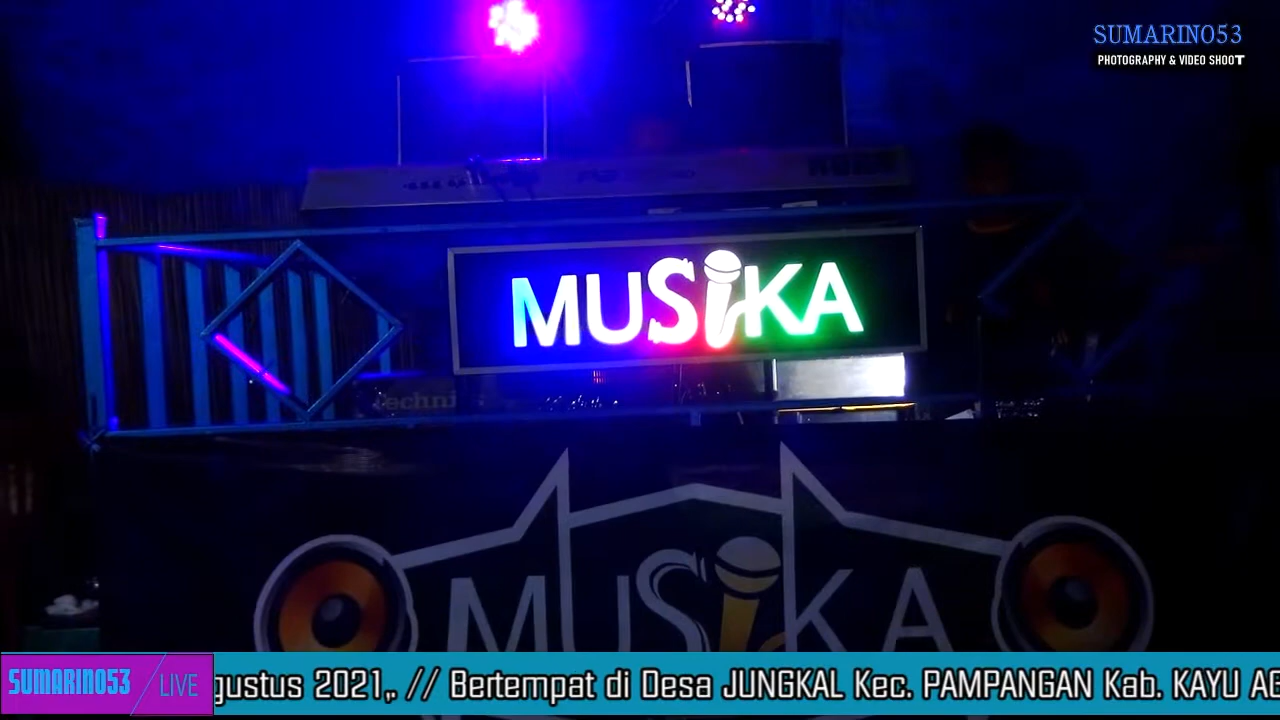 SUMARINO53
PHOTOGRAPHY & VIDEO SHOOT
MUSiKA
Techni
MUSiKA
SUMARINO53 / LIVE
gustus 2021,. // Bertempat di Desa JUNGKAL Kec. PAMPANGAN Kab. KAYU AG